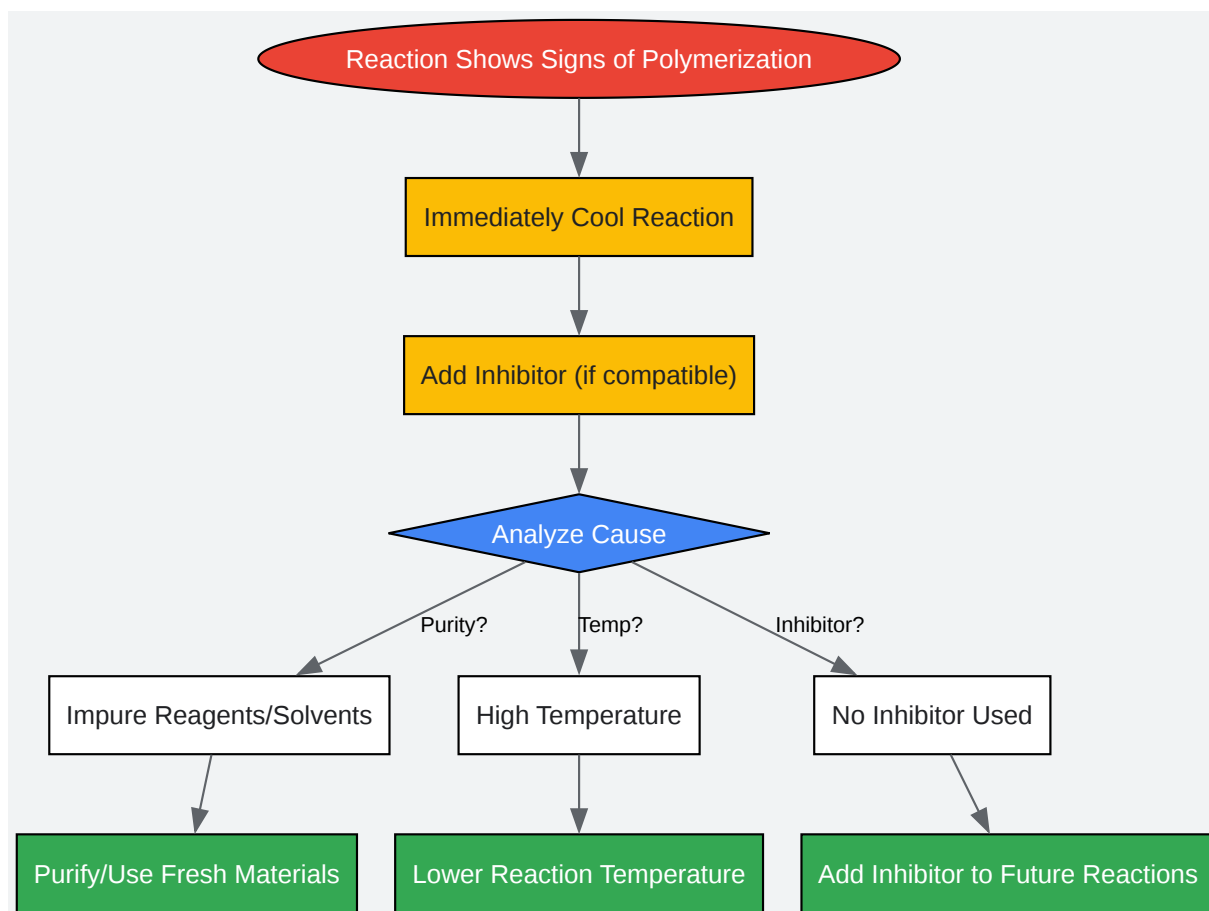 Reaction Shows Signs of Polymerization
Immediately Cool Reaction
Add Inhibitor (if compatible)
Analyze Cause
Purity?
Temp?
Inhibitor?
Impure Reagents/Solvents
High Temperature
No Inhibitor Used
Purify/Use Fresh Materials
Lower Reaction Temperature
Add Inhibitor to Future Reactions